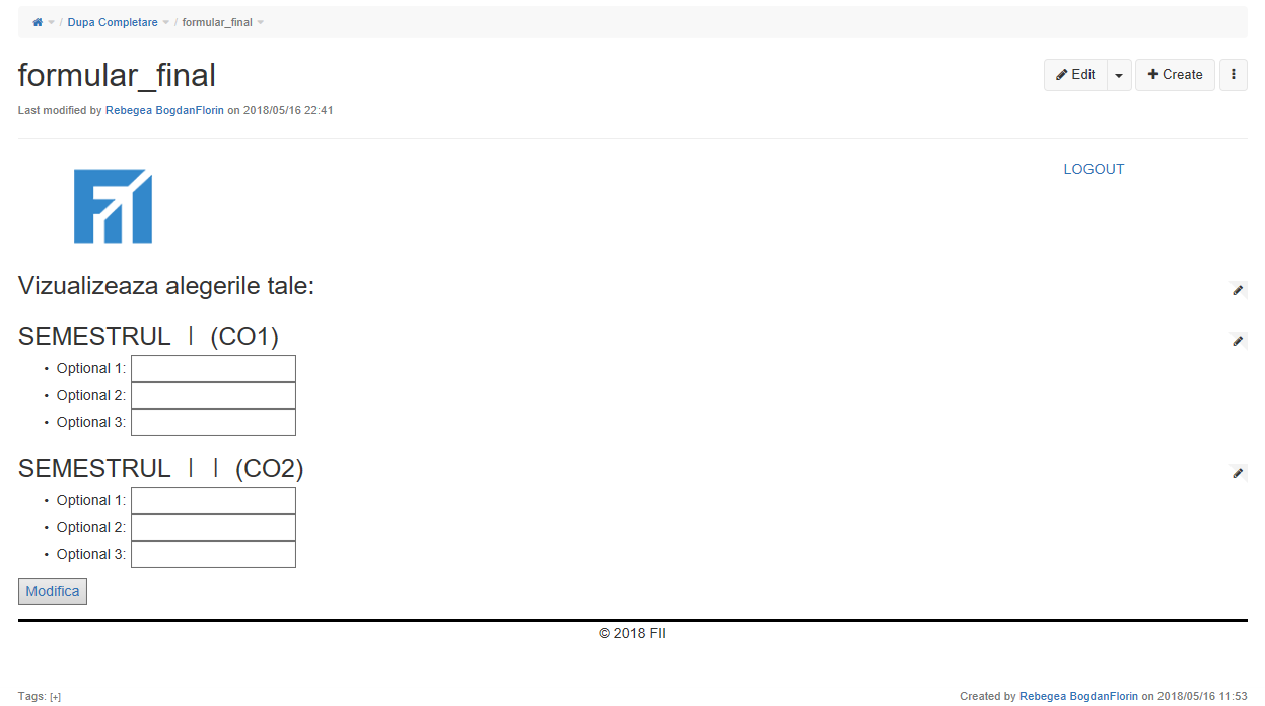 / Dupa Completare / formular_final
formular_final
Edit
Create
Last modified by Rebegea BogdanFlorin on 2018/05/16 22:41
FII
LOGOUT
Vizualizeaza alegerile tale:
SEMESTRUL | (CO1)
• Optional 1:
• Optional 2:
• Optional 3:
SEMESTRUL | | (CO2)
• Optional 1:
• Optional 2:
• Optional 3:
Modifica
© 2018 FII
Tags: [+]
Created by Rebegea BogdanFlorin on 2018/05/16 11:53